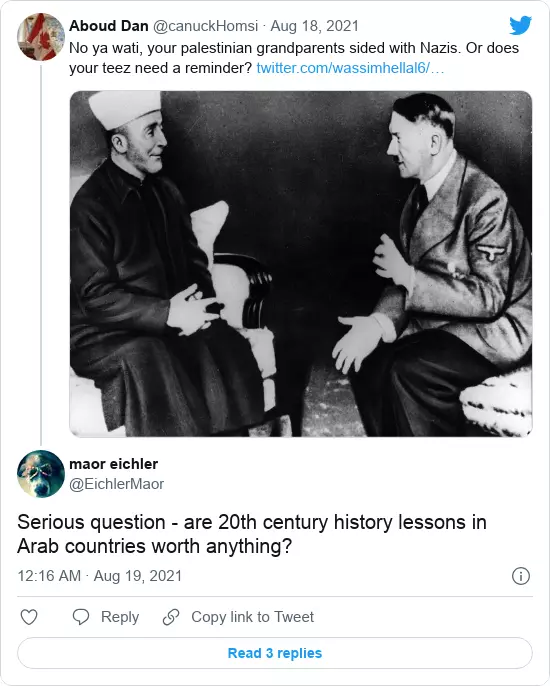 Aboud Dan @canuckHomsi · Aug 18, 2021
No ya wati, your palestinian grandparents sided with Nazis. Or does
your teez need a reminder? twitter.com/wassimhellal6/…
maor eichler
@EichlerMaor
Serious question - are 20th century history lessons in
Arab countries worth anything?
12:16 AM · Aug 19, 2021
Reply
Copy link to Tweet
Read 3 replies